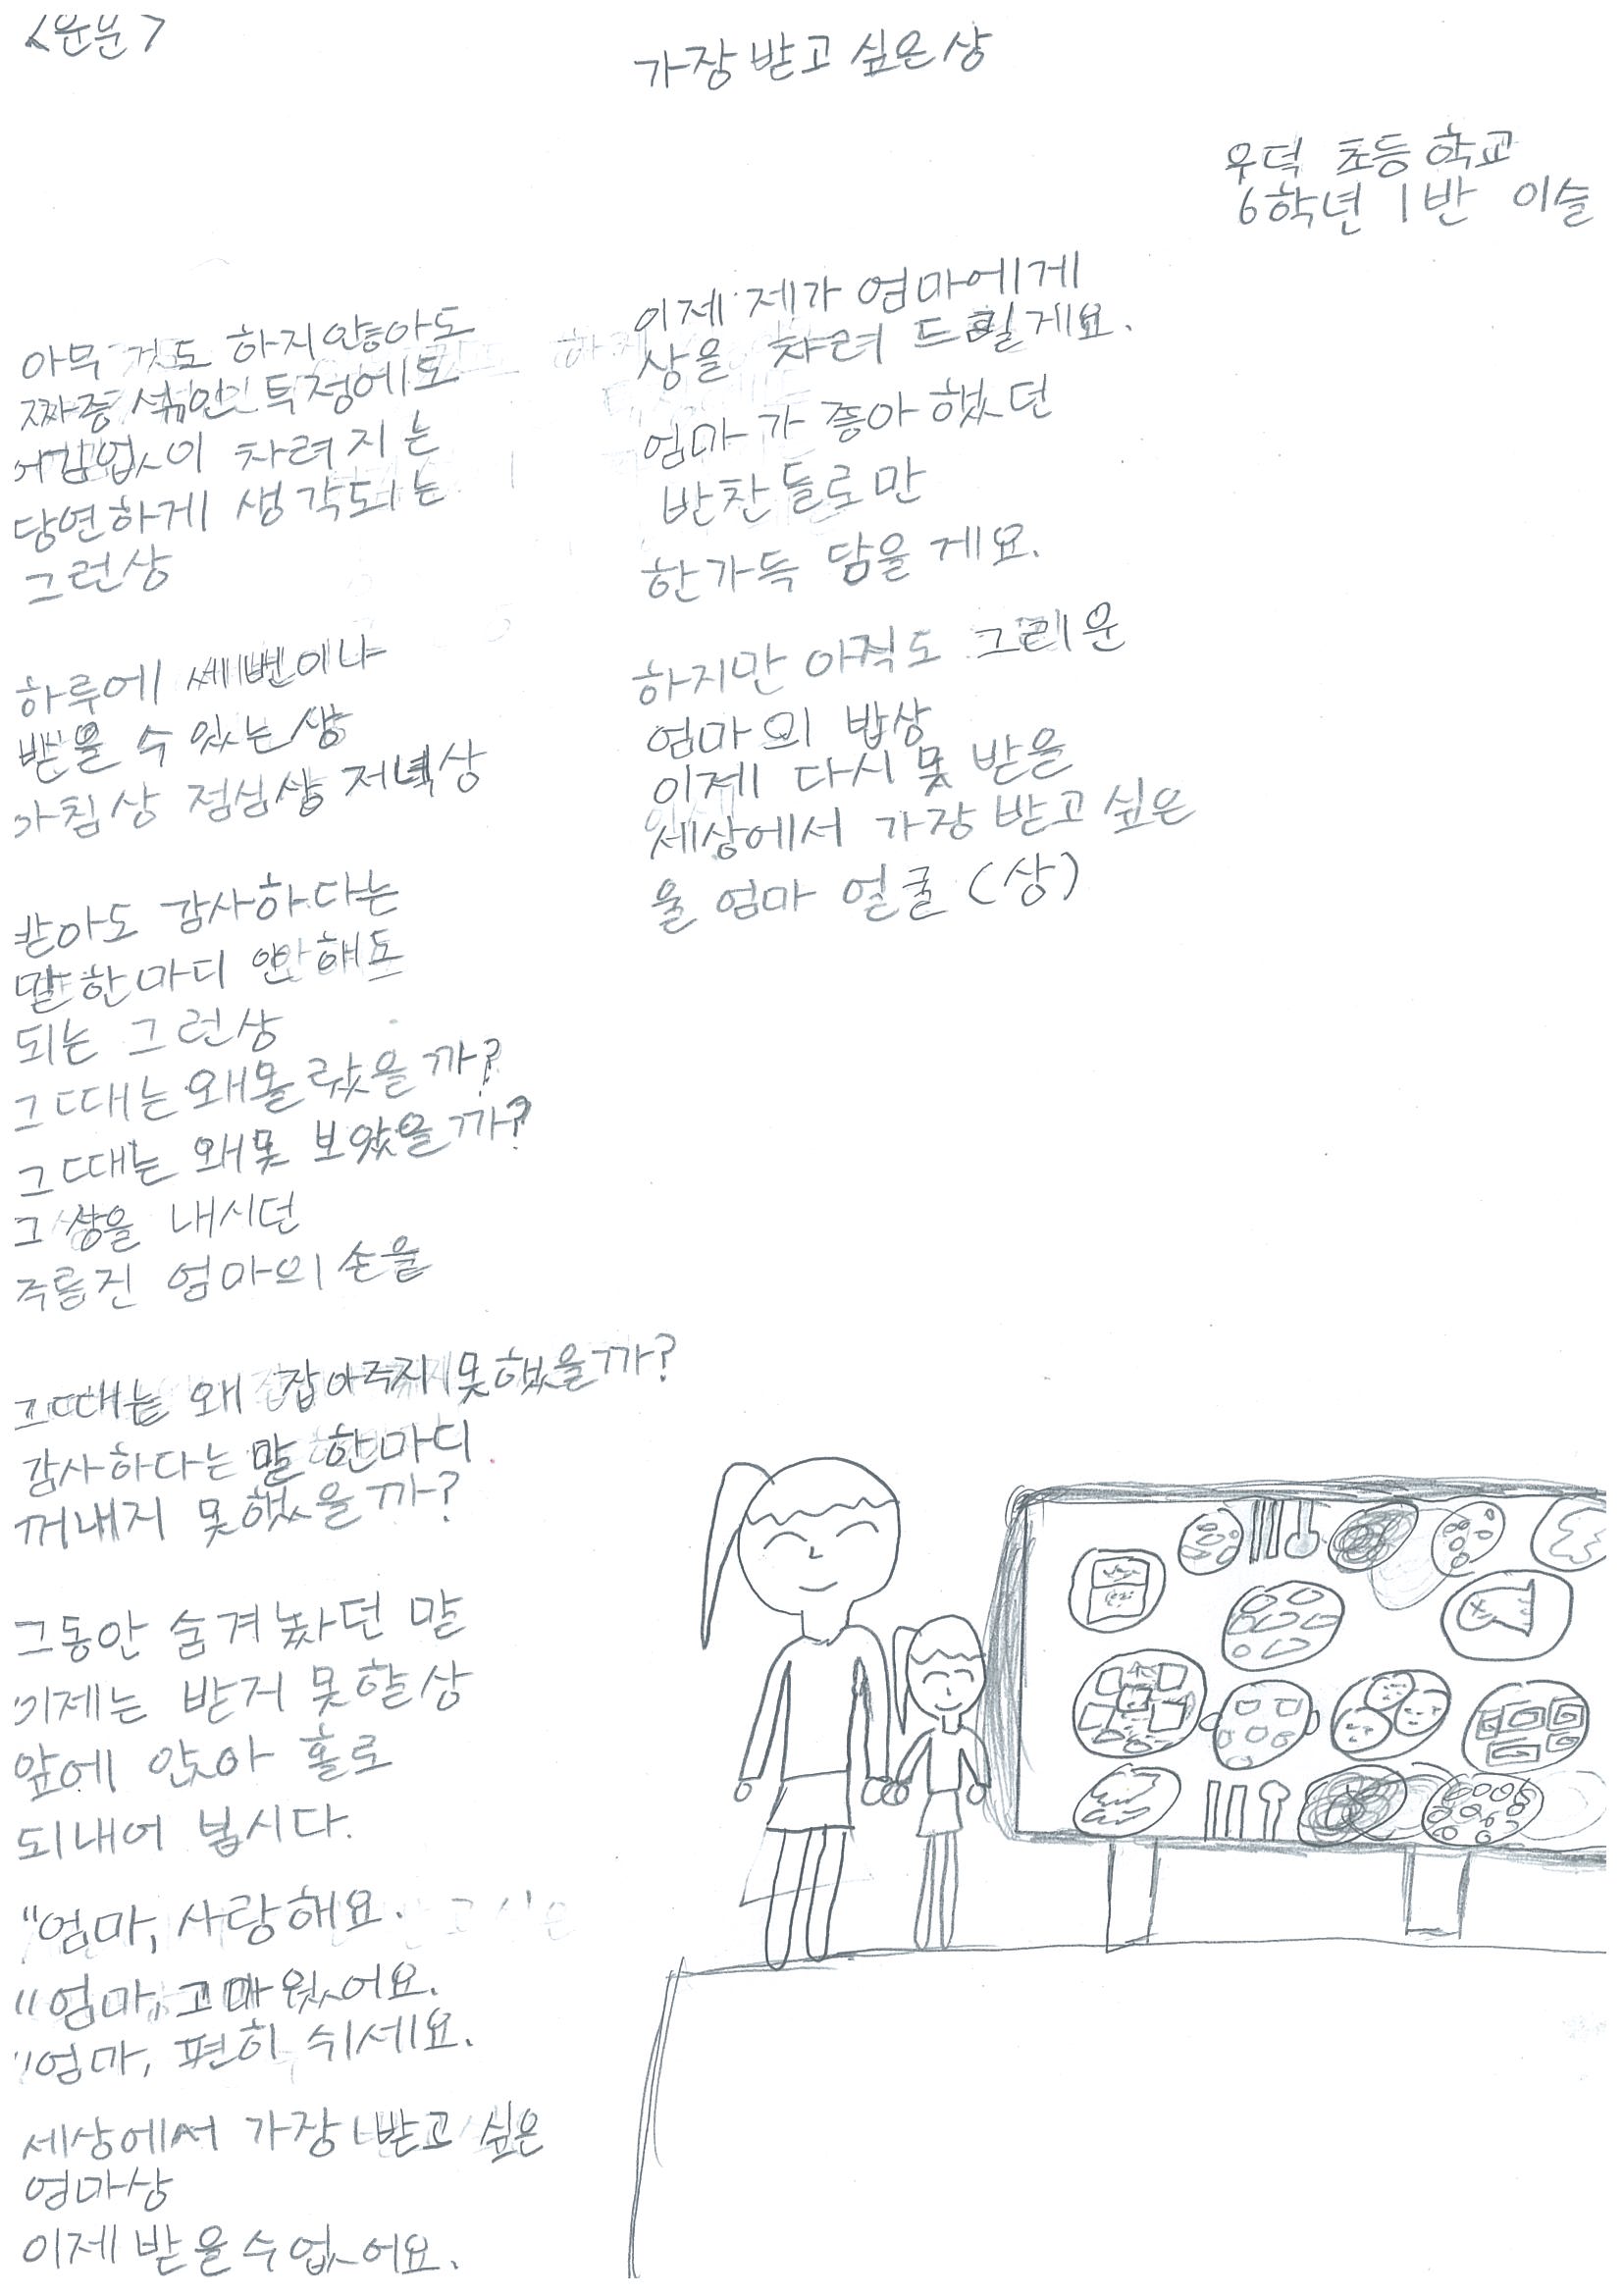 <운문>
가장 받고 싶은 상
우덕 초등 학교
6학년 1반 이슬
아무 것도 하지않아도
짜증 섞인 투정에도
어김없이 차려지는
당연하게 생각되는
그런상
하루에 세번이나
받을 수 있는 상
아침상 점심상 저녁상
받아도 감사하다는
말한마디 안해도
되는 그런상
그때는 왜몰랐을까?
그때는 왜못 보았을까?
그 상을 내시던
주름진 엄마의 손을
그때는 왜 잡아주지 못했을까?
감사하다는 말 한마디
꺼내지 못했을까?
그동안 숨겨놨던 말
이제는 받지 못할상
앞에 앉아 홀로
되내어 봅시다.
"엄마, 사랑해요.
"엄마, 고마웠어요.
"엄마, 편히 쉬세요.
세상에서 가장 받고 싶은
엄마상
이제 받을수없어요.
이제 제가 엄마에게
상을 차려 드릴게요.
엄마가 좋아했던
반찬들로만
한가득 담을게요.
하지만 아직도 그리운
엄마의 밥상
이제 다시 못 받을
세상에서 가장 받고 싶은
울 엄마 얼굴 (상)